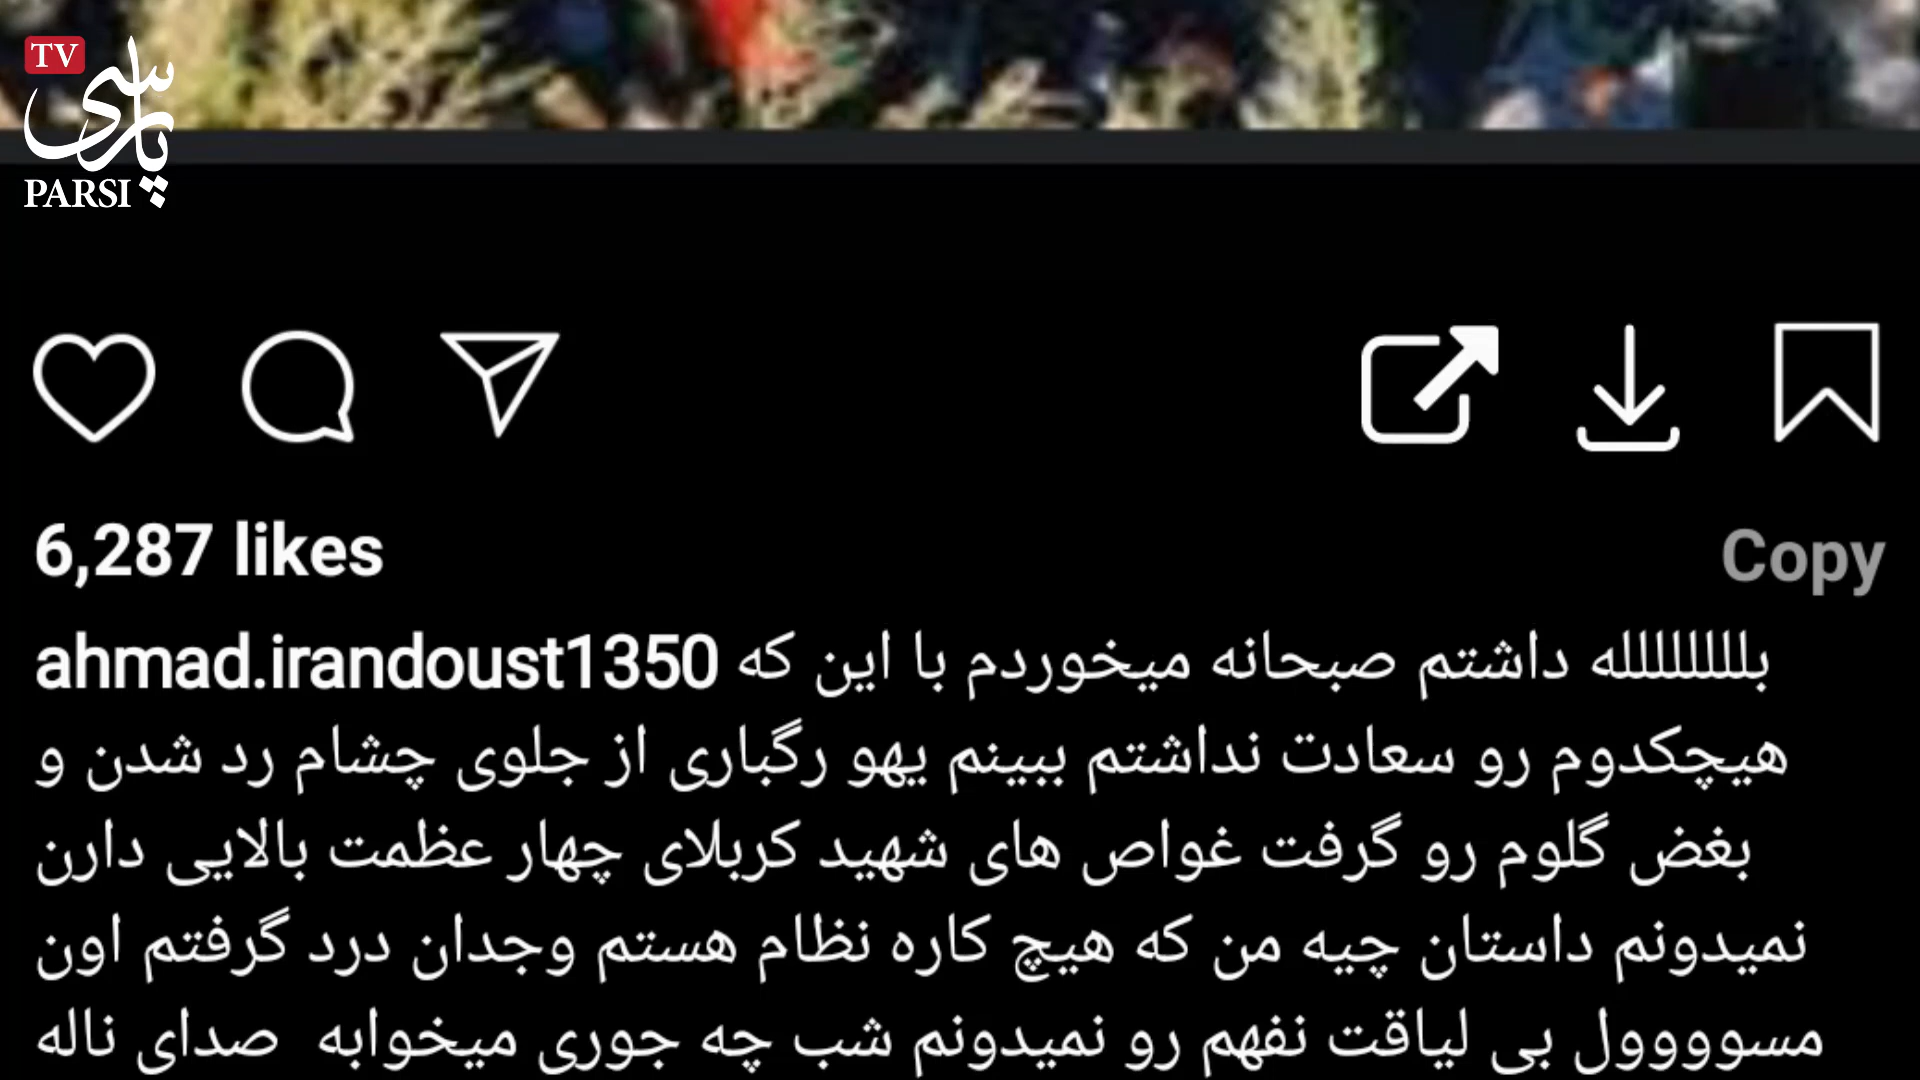 TV
پارسی
PARSI
6,287 likes
Copy
ahmad.irandoust1350 بلللللللله داشتم صبحانه میخوردم با این که
هیچکدوم رو سعادت نداشتم ببینم یهو رگباری از جلوی چشام رد شدن و
بغض گلوم رو گرفت غواص های شهید کربلای چهار عظمت بالایی دارن
نمیدونم داستان چیه من که هیچ کاره نظام هستم وجدان درد گرفتم اون
مسوووول بی لیاقت نفهم رو نمیدونم شب چه جوری میخوابه صدای ناله